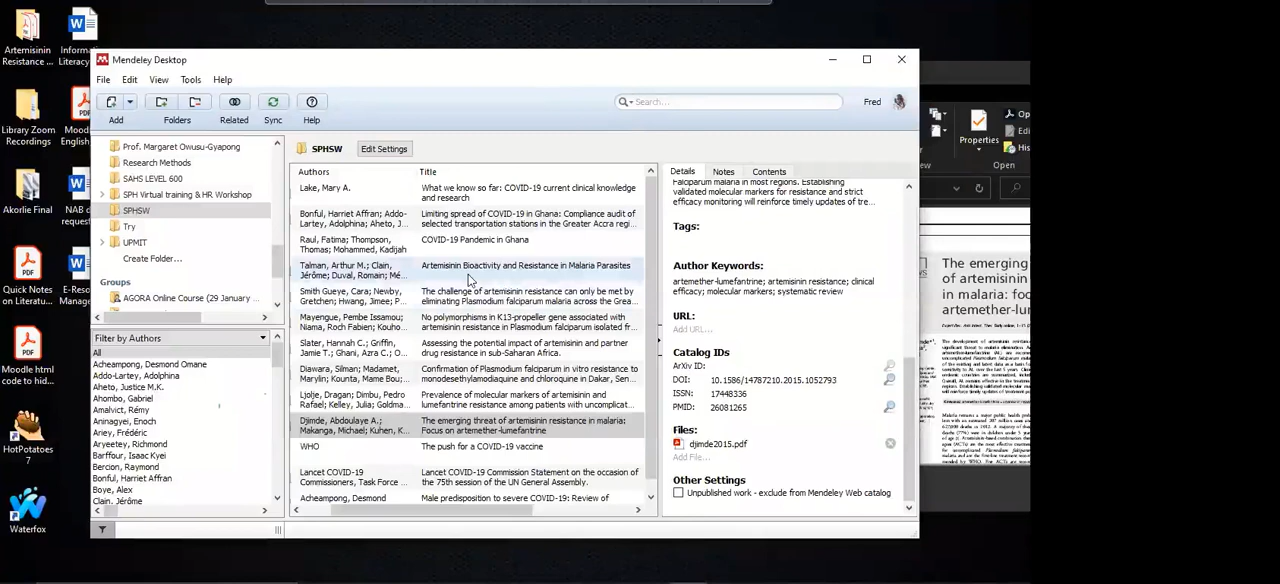 Artemisinin
Resistance ...
Informati
Literacy
Library Zoom
Recordings
Mood
English
Akorlie Final
NAB d
request
Quick Notes
on Literatu...
E-Reso
Manag
Moodle html
code to hid...
HotPotatoes
7
Waterfox
Mendeley Desktop
File Edit View Tools Help
Add Folders Related Sync Help
Search...
Fred
Prof. Margaret Owusu-Gyapong
Research Methods
SAHS LEVEL 600
SPH Virtual training & HR Workshop
SPHSW
Try
UPMIT
Create Folder...
Groups
AGORA Online Course (29 January ...
Filter by Authors
All
Acheampong, Desmond Omane
Addo-Lartey, Adolphina
Aheto, Justice M.K.
Ahombo, Gabriel
Amalvict, Rémy
Aninagyei, Enoch
Ariey, Frédéric
Aryeetey, Richmond
Barffour, Isaac Kyei
Bercion, Raymond
Bonful, Harriet Affran
Boye, Alex
Clain, Jérôme
SPHSW Edit Settings
Authors Title
Lake, Mary A. What we know so far: COVID-19 current clinical knowledge
and research
Bonful, Harriet Affran; Addo- Limiting spread of COVID-19 in Ghana: Compliance audit of
Lartey, Adolphina; Aheto, J... selected transportation stations in the Greater Accra regi...
Raul, Fatima; Thompson, COVID-19 Pandemic in Ghana
Thomas; Mohammed, Kadijah
Talman, Arthur M.; Clain, Artemisinin Bioactivity and Resistance in Malaria Parasites
Jérôme; Duval, Romain; Mé...
Smith Gueye, Cara; Newby, The challenge of artemisinin resistance can only be met by
Gretchen; Hwang, Jimee; P... eliminating Plasmodium falciparum malaria across the Grea...
Mayengue, Pembe Issamou; No polymorphisms in K13-propeller gene associated with
Niama, Roch Fabien; Kouho... artemisinin resistance in Plasmodium falciparum isolated fr...
Slater, Hannah C.; Griffin, Assessing the potential impact of artemisinin and partner
Jamie T.; Ghani, Azra C.; O... drug resistance in sub-Saharan Africa.
Diawara, Silman; Madamet, Confirmation of Plasmodium falciparum in vitro resistance to
Marylin; Kounta, Mame Bou; ... monodesethylamodiaquine and chloroquine in Dakar, Sen...
Ljolje, Dragan; Dimbu, Pedro Prevalence of molecular markers of artemisinin and
Rafael; Kelley, Julia; Goldma... lumefantrine resistance among patients with uncomplicat...
Djimde, Abdoulaye A.; The emerging threat of artemisinin resistance in malaria:
Makanga, Michael; Kuhen, K... Focus on artemether-lumefantrine
WHO The push for a COVID-19 vaccine
Lancet COVID-19 Lancet COVID-19 Commission Statement on the occasion of
Commissioners, Task Force ... the 75th session of the UN General Assembly.
Acheampong, Desmond Male predisposition to severe COVID-19: Review of
Details Notes Contents
Falciparum malaria in most regions. Establishing
validated molecular markers for resistance and strict
efficacy monitoring will reinforce timely updates of tre...
Tags:
Author Keywords:
artemether-lumefantrine; artemisinin resistance; clinical
efficacy; molecular markers; systematic review
URL:
Add URL...
Catalog IDs
ArXiv ID:
DOI: 10.1586/14787210.2015.1052793
ISSN: 17448336
PMID: 26081265
Files:
djimde2015.pdf
Add File...
Other Settings
Unpublished work - exclude from Mendeley Web catalog
Properties
Op
Edi
His
Open
The emerging
of artemisinin
in malaria: foc
artemether-lu